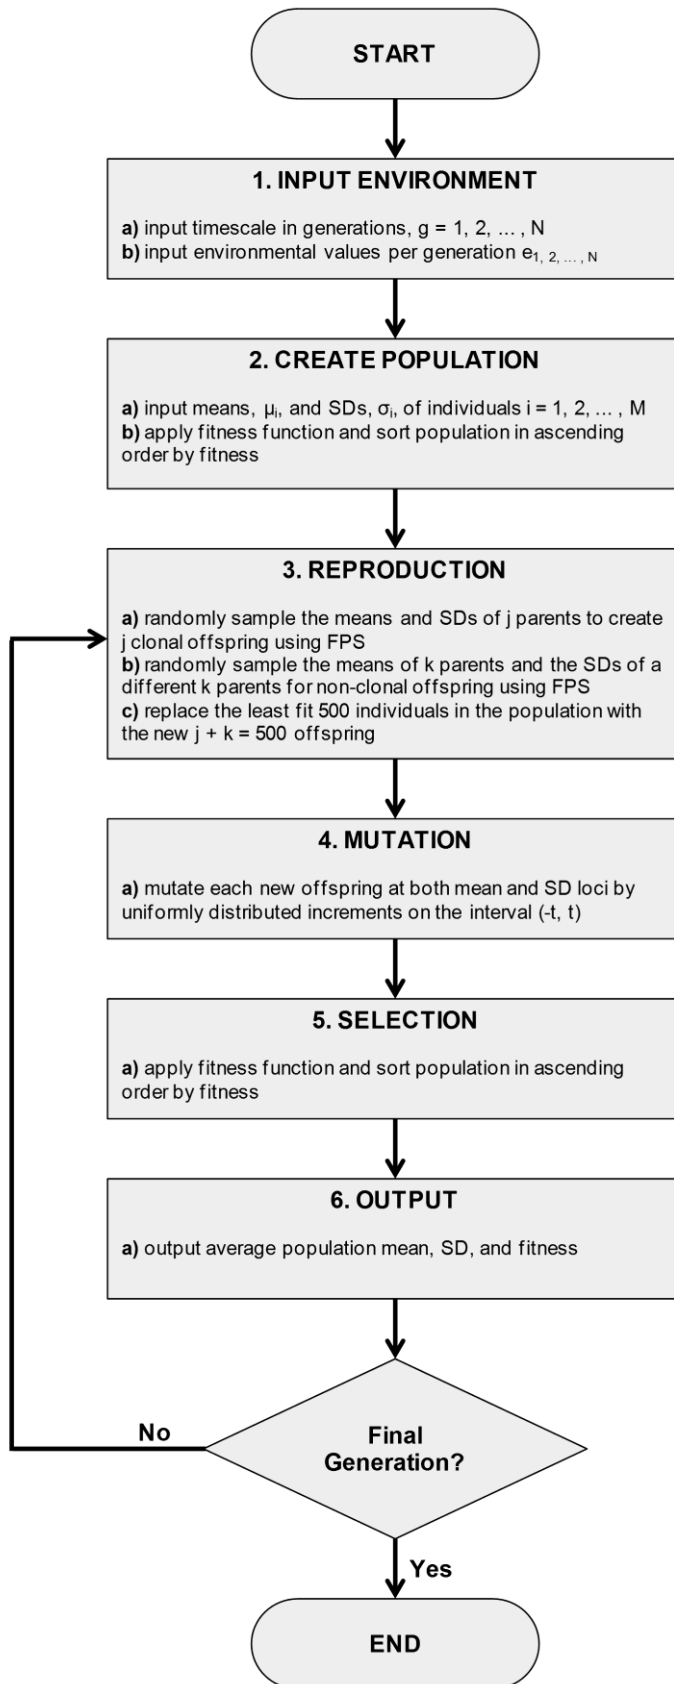 START
1. INPUT ENVIRONMENT
a) input timescale in generations, g = 1, 2, ... , N
b) input environmental values per generation e1, 2, ... , N
2. CREATE POPULATION
a) input means, μi, and SDs, σi, of individuals i = 1, 2, ... , M
b) apply fitness function and sort population in ascending
order by fitness
3. REPRODUCTION
a) randomly sample the means and SDs of j parents to create
j clonal offspring using FPS
b) randomly sample the means of k parents and the SDs of a
different k parents for non-clonal offspring using FPS
c) replace the least fit 500 individuals in the population with
the new j + k = 500 offspring
4. MUTATION
a) mutate each new offspring at both mean and SD loci by
uniformly distributed increments on the interval (-t, t)
5. SELECTION
a) apply fitness function and sort population in ascending
order by fitness
6. OUTPUT
a) output average population mean, SD, and fitness
No
Final
Generation?
Yes
END